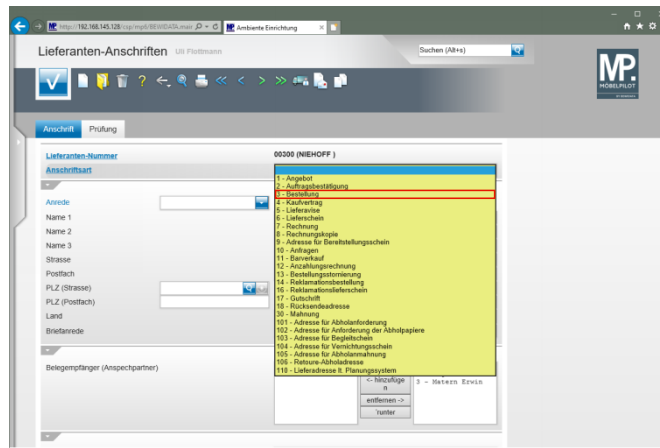 http://192.168.145.128/csp/mpli/BEWIDATA.mair
Ambiente Einrichtung
Lieferanten-Anschriften Uli Flottmann
Suchen (Alt+s)
MP.
MÖBELPILOT
Anschrift Prüfung
Lieferanten-Nummer 00300 (NIEHOFF )
Anschriftsart
1 - Angebot
2 - Auftragsbestätigung
3 - Bestellung
4 - Kaufvertrag
5 - Lieferavise
6 - Lieferschein
7 - Rechnung
8 - Rechnungskopie
9 - Adresse für Bereitstellungsschein
10 - Anfragen
11 - Barverkauf
12 - Anzahlungsrechnung
13 - Bestellungsstornierung
14 - Reklamationsbestellung
16 - Reklamationslieferschein
17 - Gutschrift
18 - Rücksendeadresse
30 - Mahnung
101 - Adresse für Abholanforderung
102 - Adresse für Anforderung der Abholpapiere
103 - Adresse für Begleitschein
104 - Adresse für Vernichtungsschein
105 - Adresse für Abholanmahnung
106 - Retoure-Abholadresse
110 - Lieferadresse lt. Planungssystem
Anrede
Name 1
Name 2
Name 3
Strasse
Postfach
PLZ (Strasse)
PLZ (Postfach)
Land
Briefanrede
Belegempfänger (Anspechpartner)
<- hinzufüge
n
entfernen ->
'runter
3 - Matern Erwin